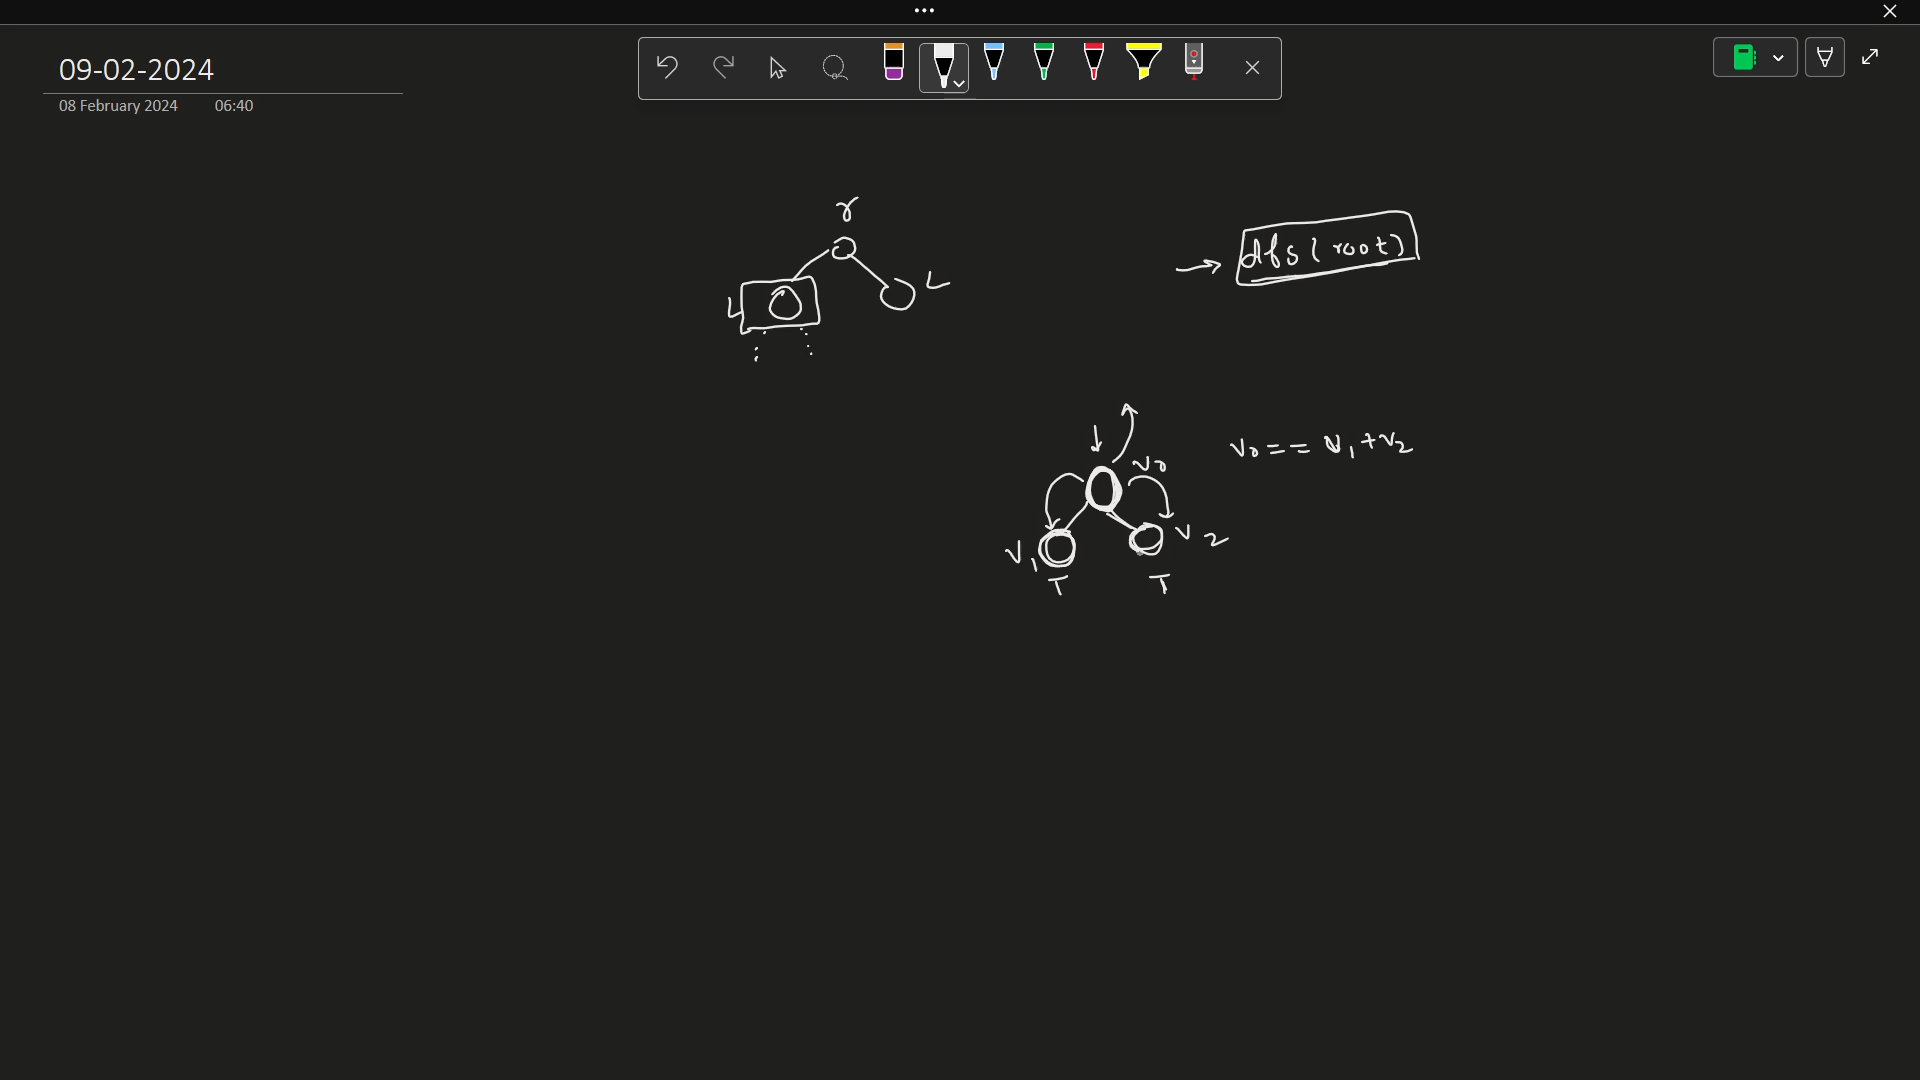 09-02-2024
08 February 2024 06:40
r
dfs(root)
L
L
v0 == v1+v2
v0
v1
v2
T
T